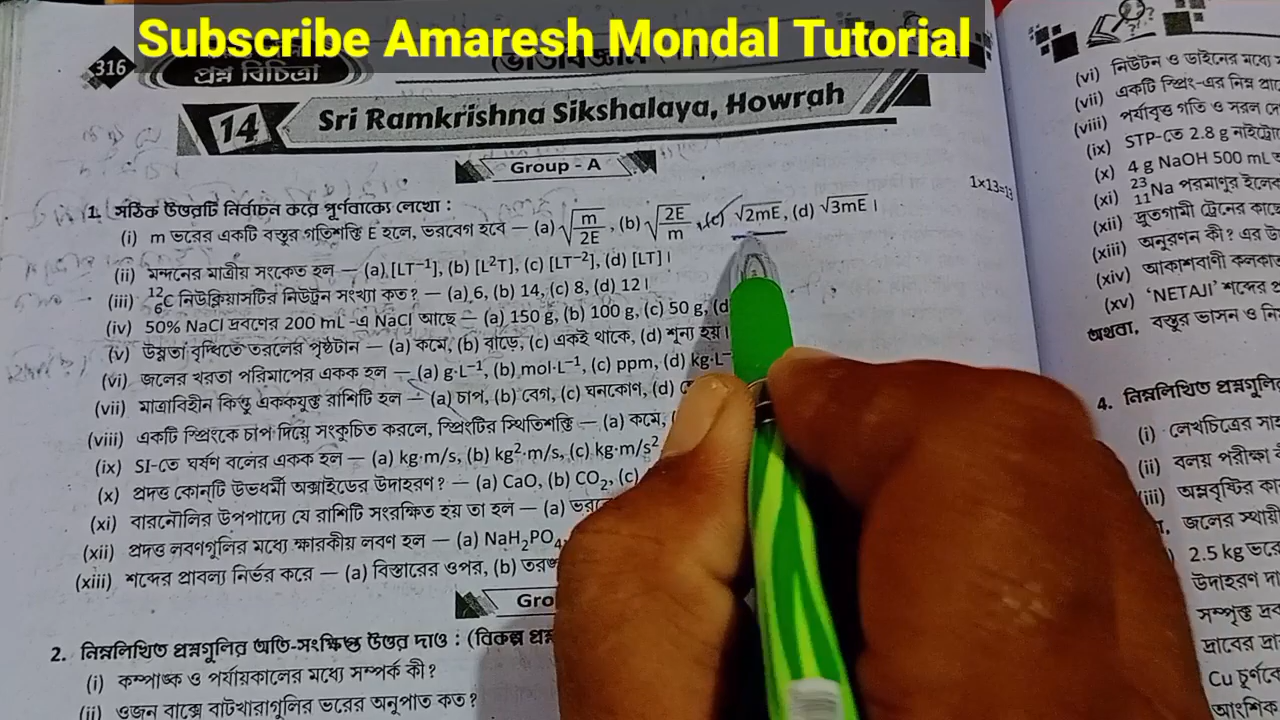 Subscribe Amaresh Mondal Tutorial
316
প্রশ্ন বিচিত্রা
14 Sri Ramkrishna Sikshalaya, Howrah
Group - A
1. সঠিক উত্তরটি নির্বাচন করে পূর্ণবাক্যে লেখো : 1×13=13
(i) m ভরের একটি বস্তুর গতিশক্তি E হলে, ভরবেগ হবে — (a) √(m/2E), (b) √(2E/m), (c) √2mE, (d) √3mE।
(ii) মন্দনের মাত্রীয় সংকেত হল — (a) [LT⁻¹], (b) [L²T], (c) [LT⁻²], (d) [LT]।
(iii) ¹²₆C নিউক্লিয়াসটির নিউট্রন সংখ্যা কত? — (a) 6, (b) 14, (c) 8, (d) 12।
(iv) 50% NaCl দ্রবণের 200 mL-এ NaCl আছে — (a) 150 g, (b) 100 g, (c) 50 g, (d)
(v) উষ্ণতা বৃদ্ধিতে তরলের পৃষ্ঠটান — (a) কমে, (b) বাড়ে, (c) একই থাকে, (d) শূন্য হয়।
(vi) জলের খরতা পরিমাপের একক হল — (a) g·L⁻¹, (b) mol·L⁻¹, (c) ppm, (d) kg·L⁻
(vii) মাত্রাবিহীন কিন্তু এককযুক্ত রাশিটি হল — (a) চাপ, (b) বেগ, (c) ঘনকোণ, (d)
(viii) একটি স্প্রিংকে চাপ দিয়ে সংকুচিত করলে, স্প্রিংটির স্থিতিশক্তি — (a) কমে,
(ix) SI-তে ঘর্ষণ বলের একক হল — (a) kg·m/s, (b) kg²·m/s, (c) kg·m/s²
(x) প্রদত্ত কোন্‌টি উভধর্মী অক্সাইডের উদাহরণ? — (a) CaO, (b) CO₂, (c)
(xi) বারনৌলির উপপাদ্যে যে রাশিটি সংরক্ষিত হয় তা হল — (a)
(xii) প্রদত্ত লবণগুলির মধ্যে ক্ষারকীয় লবণ হল — (a) NaH₂PO₄
(xiii) শব্দের প্রাবল্য নির্ভর করে — (a) বিস্তারের ওপর, (b)
2. নিম্নলিখিত প্রশ্নগুলির অতি-সংক্ষিপ্ত উত্তর দাও : (বিকল্প
(i) কম্পাঙ্ক ও পর্যায়কালের মধ্যে সম্পর্ক কী?
(ii) ওজন বাক্সে বাটখারাগুলির ভরের অনুপাত কত?
(vi) নিউটন ও ডাইনের মধ্যে
(vii) একটি স্প্রিং-এর নিম্ন
(viii) পর্যাবৃত্ত গতি ও সরল
(ix) STP-তে 2.8 g
(x) 4 g NaOH 500 mL
(xi) ²³₁₁Na পরমাণুর
(xii) দ্রুতগামী ট্রেনের
(xiii) অনুরণন কী? এর
(xiv) আকাশবাণী
(xv) 'NETAJI' শব্দের
অথবা, বস্তুর ভাসন ও
4. নিম্নলিখিত
(i) লেখচিত্রের
(ii) বলয় পরীক্ষা
(iii) অম্লবৃষ্টির
জলের স্থায়ী
2.5 kg ভরের
উদাহরণ
সম্পৃক্ত
দ্রাবের
Cu চূর্ণকে
আংশিক